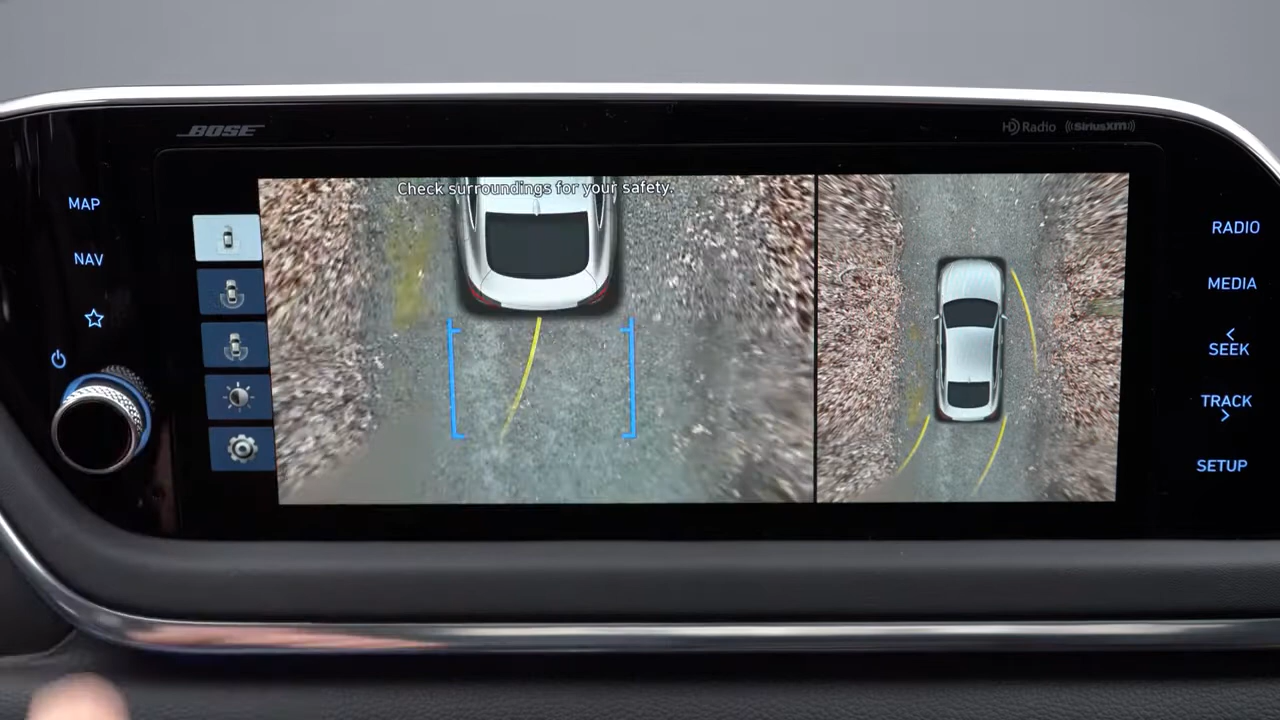 BOSE
HD Radio
((SiriusXM))
MAP
NAV
Check surroundings for your safety.
RADIO
MEDIA
<
SEEK
TRACK
>
SETUP